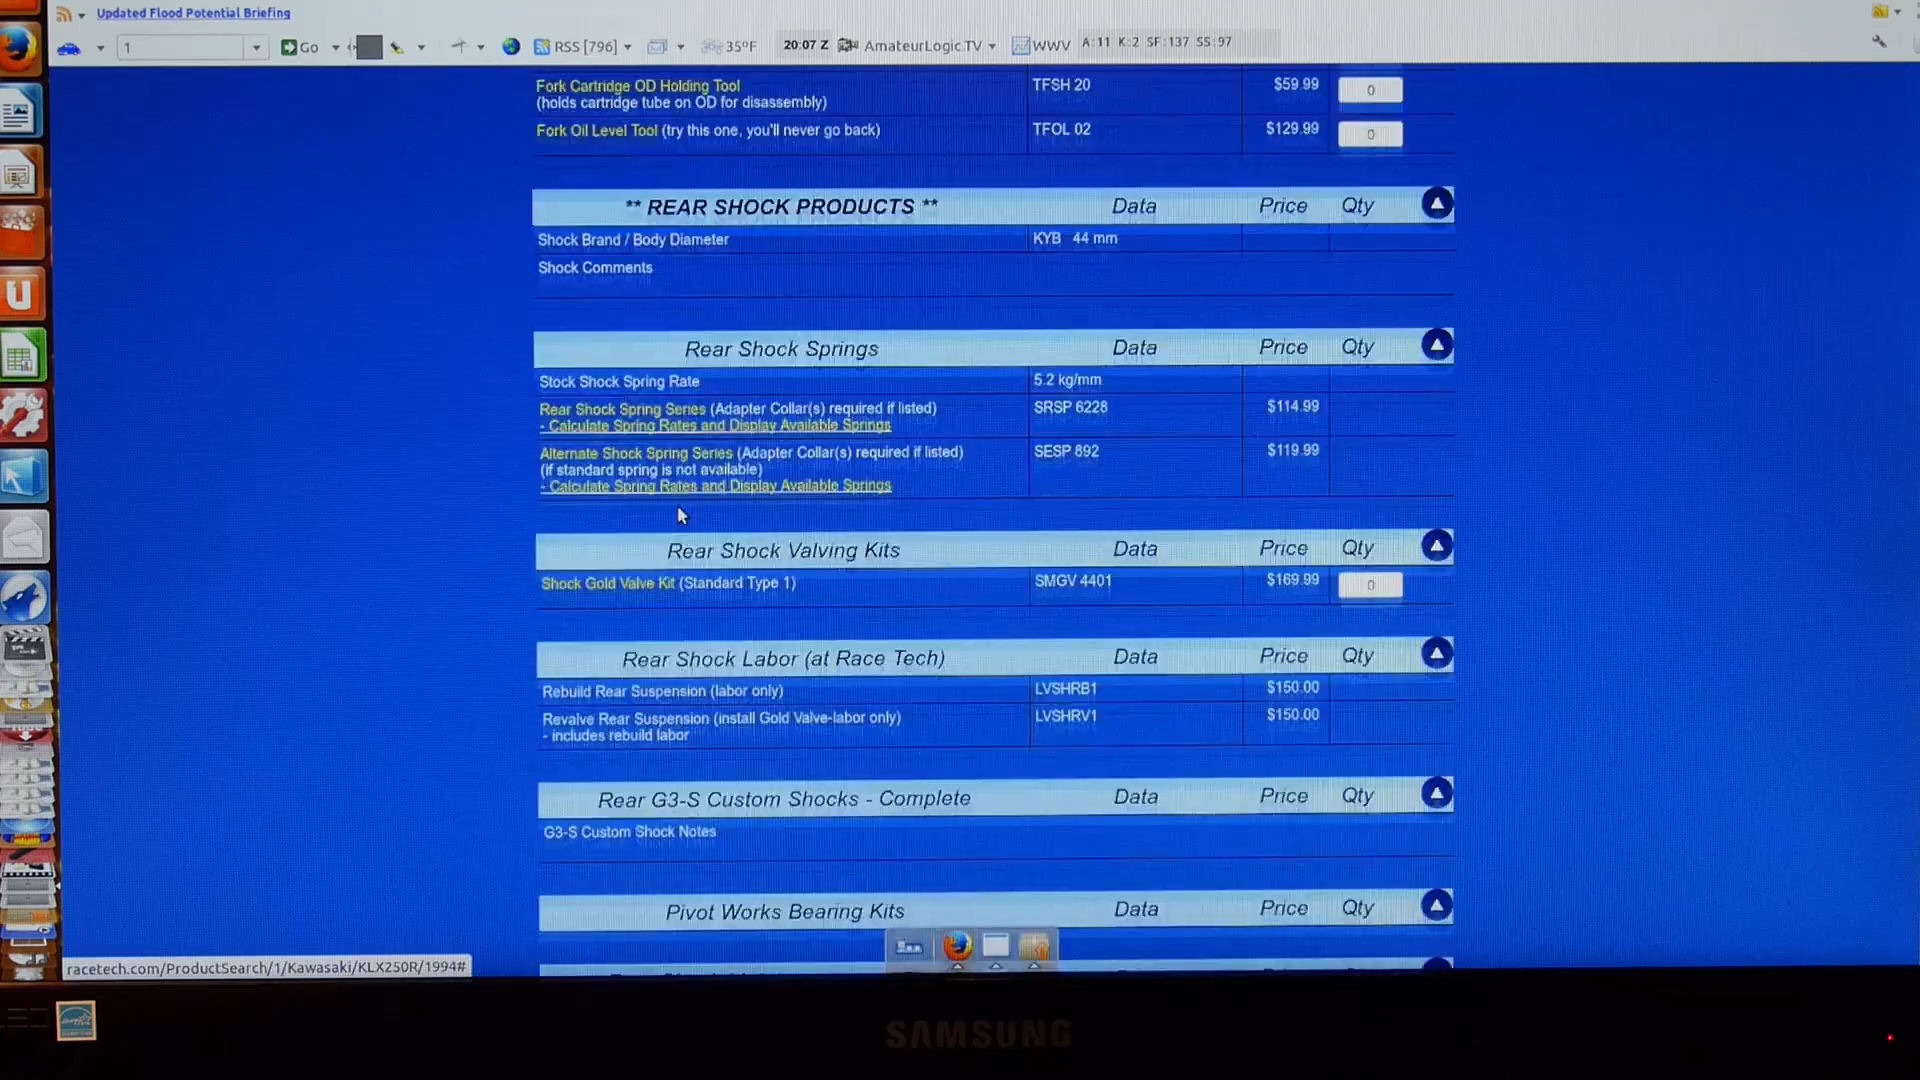 Updated Flood Potential Briefing
1 Go RSS [796] 35°F 20:07 Z AmateurLogic.TV WWV A:11 K:2 SF:137 SS:97
Fork Cartridge OD Holding Tool TFSH 20 $59.99 0
(holds cartridge tube on OD for disassembly)
Fork Oil Level Tool (try this one, you'll never go back) TFOL 02 $129.99 0
** REAR SHOCK PRODUCTS ** Data Price Qty
Shock Brand / Body Diameter KYB 44 mm
Shock Comments
Rear Shock Springs Data Price Qty
Stock Shock Spring Rate 5.2 kg/mm
Rear Shock Spring Series (Adapter Collar(s) required if listed) SRSP 6228 $114.99
- Calculate Spring Rates and Display Available Springs
Alternate Shock Spring Series (Adapter Collar(s) required if listed) SESP 892 $119.99
(if standard spring is not available)
- Calculate Spring Rates and Display Available Springs
Rear Shock Valving Kits Data Price Qty
Shock Gold Valve Kit (Standard Type 1) SMGV 4401 $169.99 0
Rear Shock Labor (at Race Tech) Data Price Qty
Rebuild Rear Suspension (labor only) LVSHRB1 $150.00
Revalve Rear Suspension (install Gold Valve-labor only) LVSHRV1 $150.00
- includes rebuild labor
Rear G3-S Custom Shocks - Complete Data Price Qty
G3-S Custom Shock Notes
Pivot Works Bearing Kits Data Price Qty
racetech.com/ProductSearch/1/Kawasaki/KLX250R/1994#
SAMSUNG